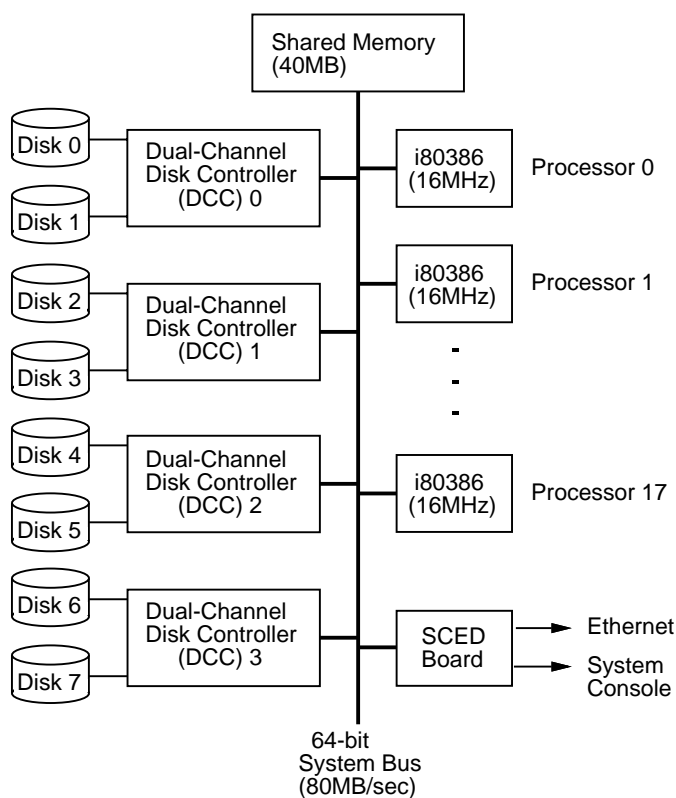 Shared Memory
(40MB)
Disk 0
Disk 1
Dual-Channel
Disk Controller
(DCC) 0
i80386
(16MHz)
Processor 0
Disk 2
Disk 3
Dual-Channel
Disk Controller
(DCC) 1
i80386
(16MHz)
Processor 1
Disk 4
Disk 5
Dual-Channel
Disk Controller
(DCC) 2
i80386
(16MHz)
Processor 17
Disk 6
Disk 7
Dual-Channel
Disk Controller
(DCC) 3
SCED
Board
Ethernet
System
Console
64-bit
System Bus
(80MB/sec)